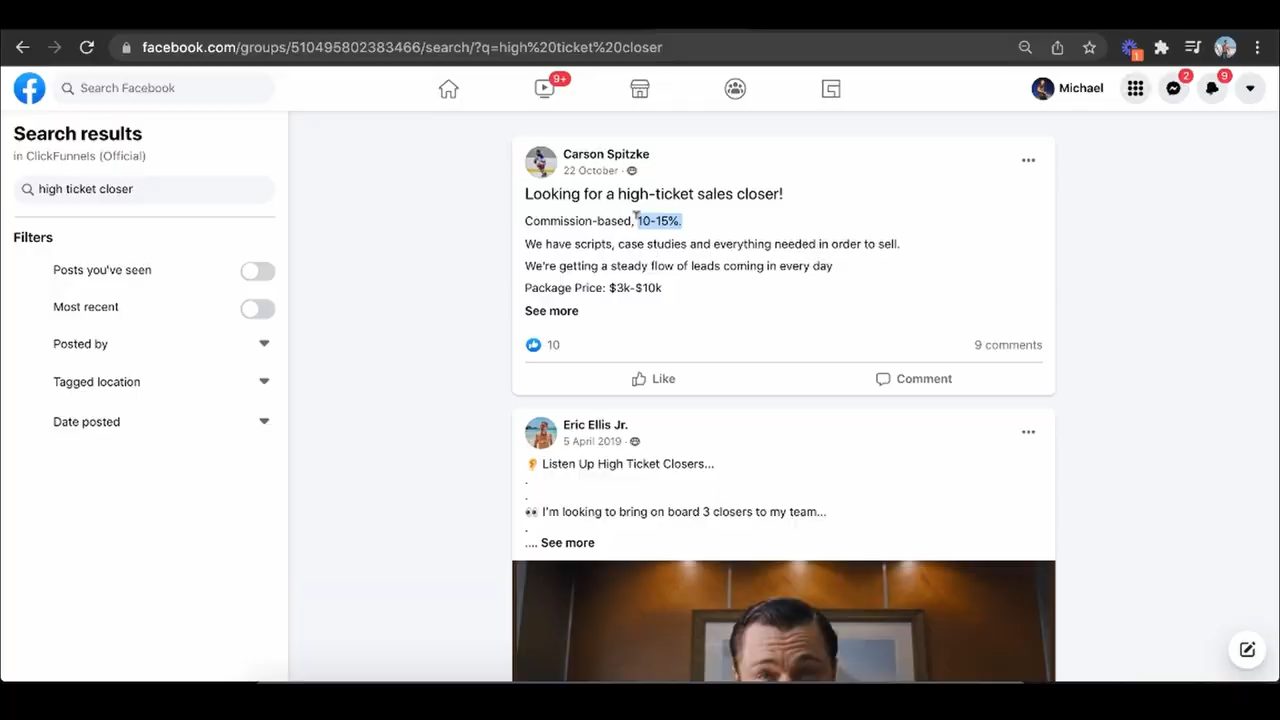 facebook.com/groups/510495802383466/search/?q=high%20ticket%20closer
1
Search Facebook
9+
Michael
2
9
Search results
in ClickFunnels (Official)
high ticket closer
Filters
Posts you've seen
Most recent
Posted by
Tagged location
Date posted
Carson Spitzke
22 October ·
Looking for a high-ticket sales closer!
Commission-based, 10-15%.
We have scripts, case studies and everything needed in order to sell.
We're getting a steady flow of leads coming in every day
Package Price: $3k-$10k
See more
10
9 comments
Like
Comment
Eric Ellis Jr.
5 April 2019 ·
👂 Listen Up High Ticket Closers...
.
.
👀 I'm looking to bring on board 3 closers to my team...
.
.... See more